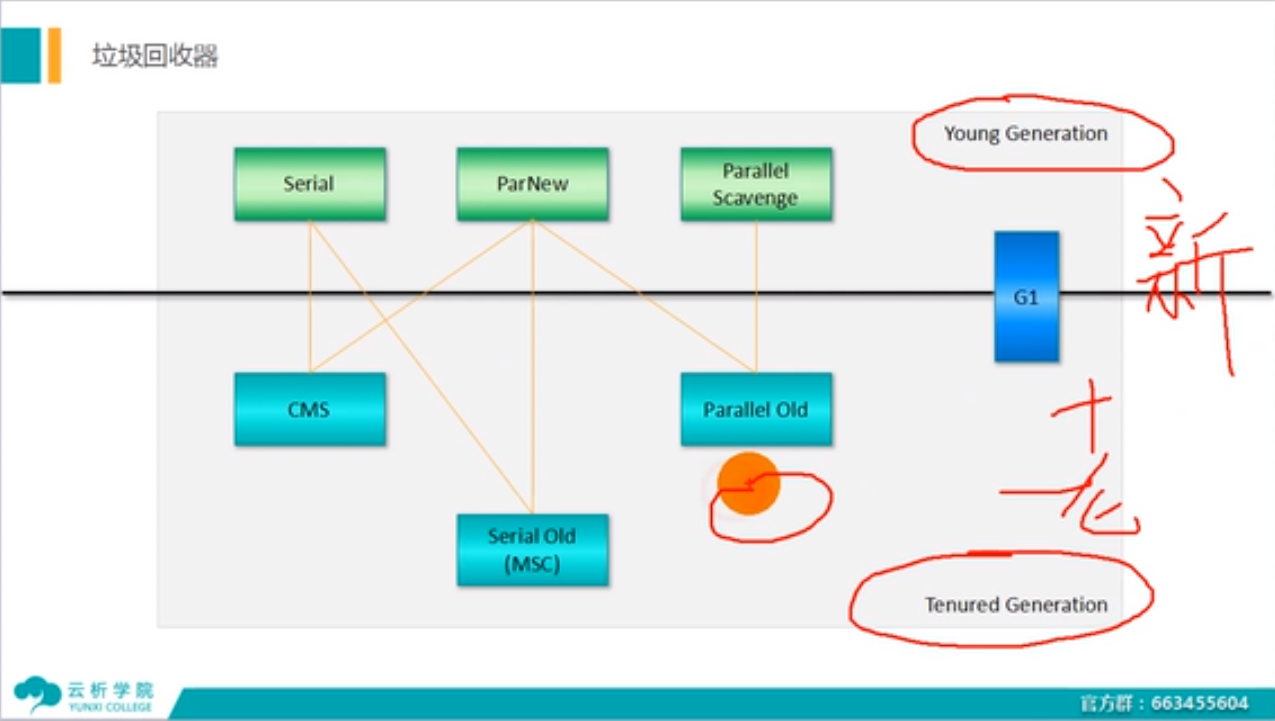 垃圾回收器
Young Generation
Serial
ParNew
Parallel
Scavenge
新
G1
CMS
Parallel Old
老
Serial Old
(MSC)
Tenured Generation
云析学院
YUNXI COLLEGE
官方群：663455604